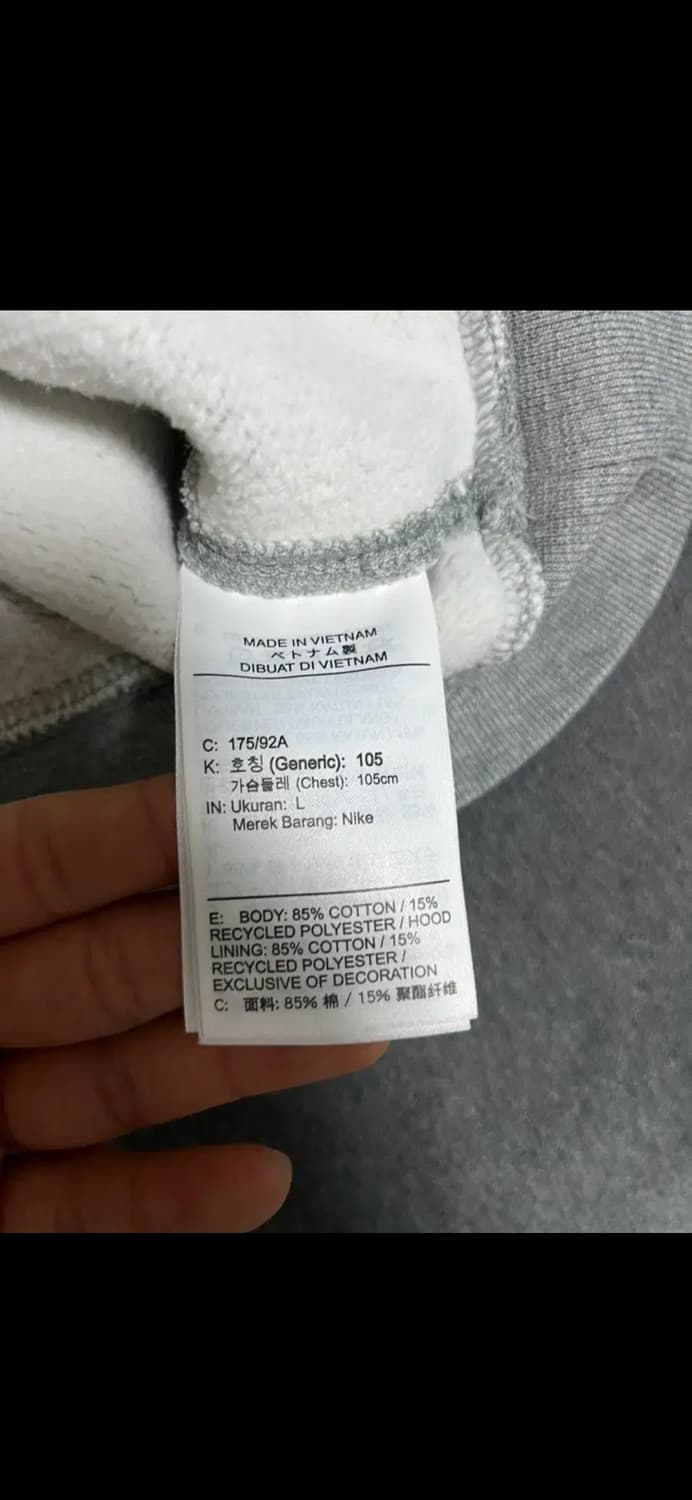 MADE IN VIETNAM
ベトナム製
DIBUAT DI VIETNAM
C: 175/92A
K: 호칭 (Generic): 105
가슴둘레 (Chest): 105cm
IN: Ukuran: L
Merek Barang: Nike
E: BODY: 85% COTTON / 15%
RECYCLED POLYESTER / HOOD
LINING: 85% COTTON / 15%
RECYCLED POLYESTER /
EXCLUSIVE OF DECORATION
C: 面料: 85% 棉 / 15% 聚酯纤维